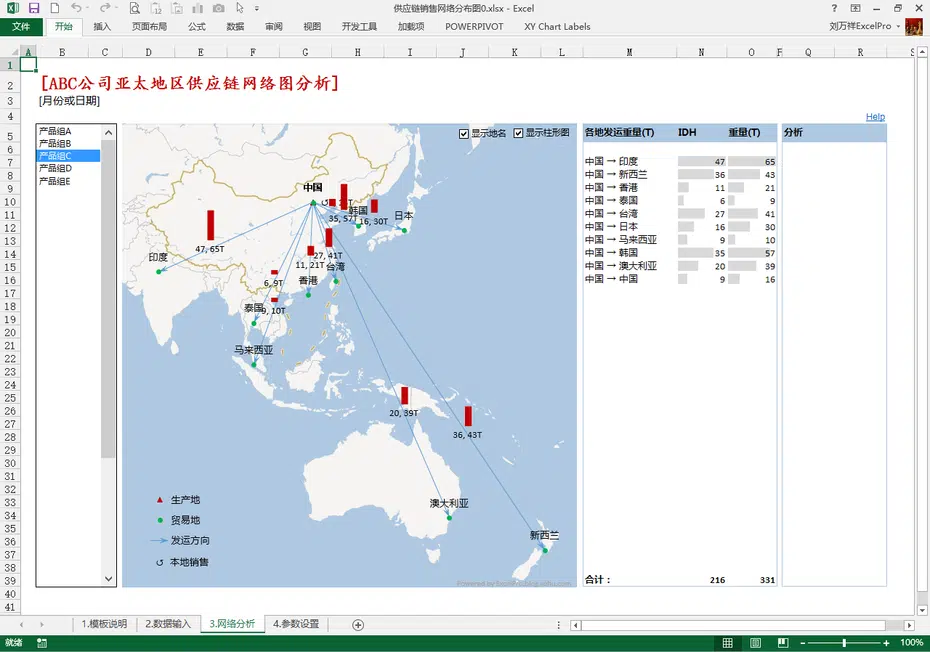 供应链销售网络分布图0.xlsx - Excel
文件 开始 插入 页面布局 公式 数据 审阅 视图 开发工具 加载项 POWERPIVOT XY Chart Labels 刘万祥ExcelPro
A B C D E F G H I J K L M N O F Q R S
[ABC公司亚太地区供应链网络图分析]
[月份或日期]
Help
产品组A
产品组B
产品组C
产品组D
产品组E
显示地名 显示柱形图
中国
35, 57T
韩国
16, 30T
日本
47, 65T
27, 41T
印度
11, 21T
台湾
6, 9T
香港
泰国
9, 10T
马来西亚
20, 39T
36, 43T
澳大利亚
新西兰
生产地
贸易地
发运方向
本地销售
各地发运重量(T) IDH 重量(T) 分析
中国 → 印度 47 65
中国 → 新西兰 36 43
中国 → 香港 11 21
中国 → 泰国 6 9
中国 → 台湾 27 41
中国 → 日本 16 30
中国 → 马来西亚 9 10
中国 → 韩国 35 57
中国 → 澳大利亚 20 39
中国 → 中国 9 16
合计： 216 331
1.模板说明 2.数据输入 3.网络分析 4.参数设置
就绪 100%